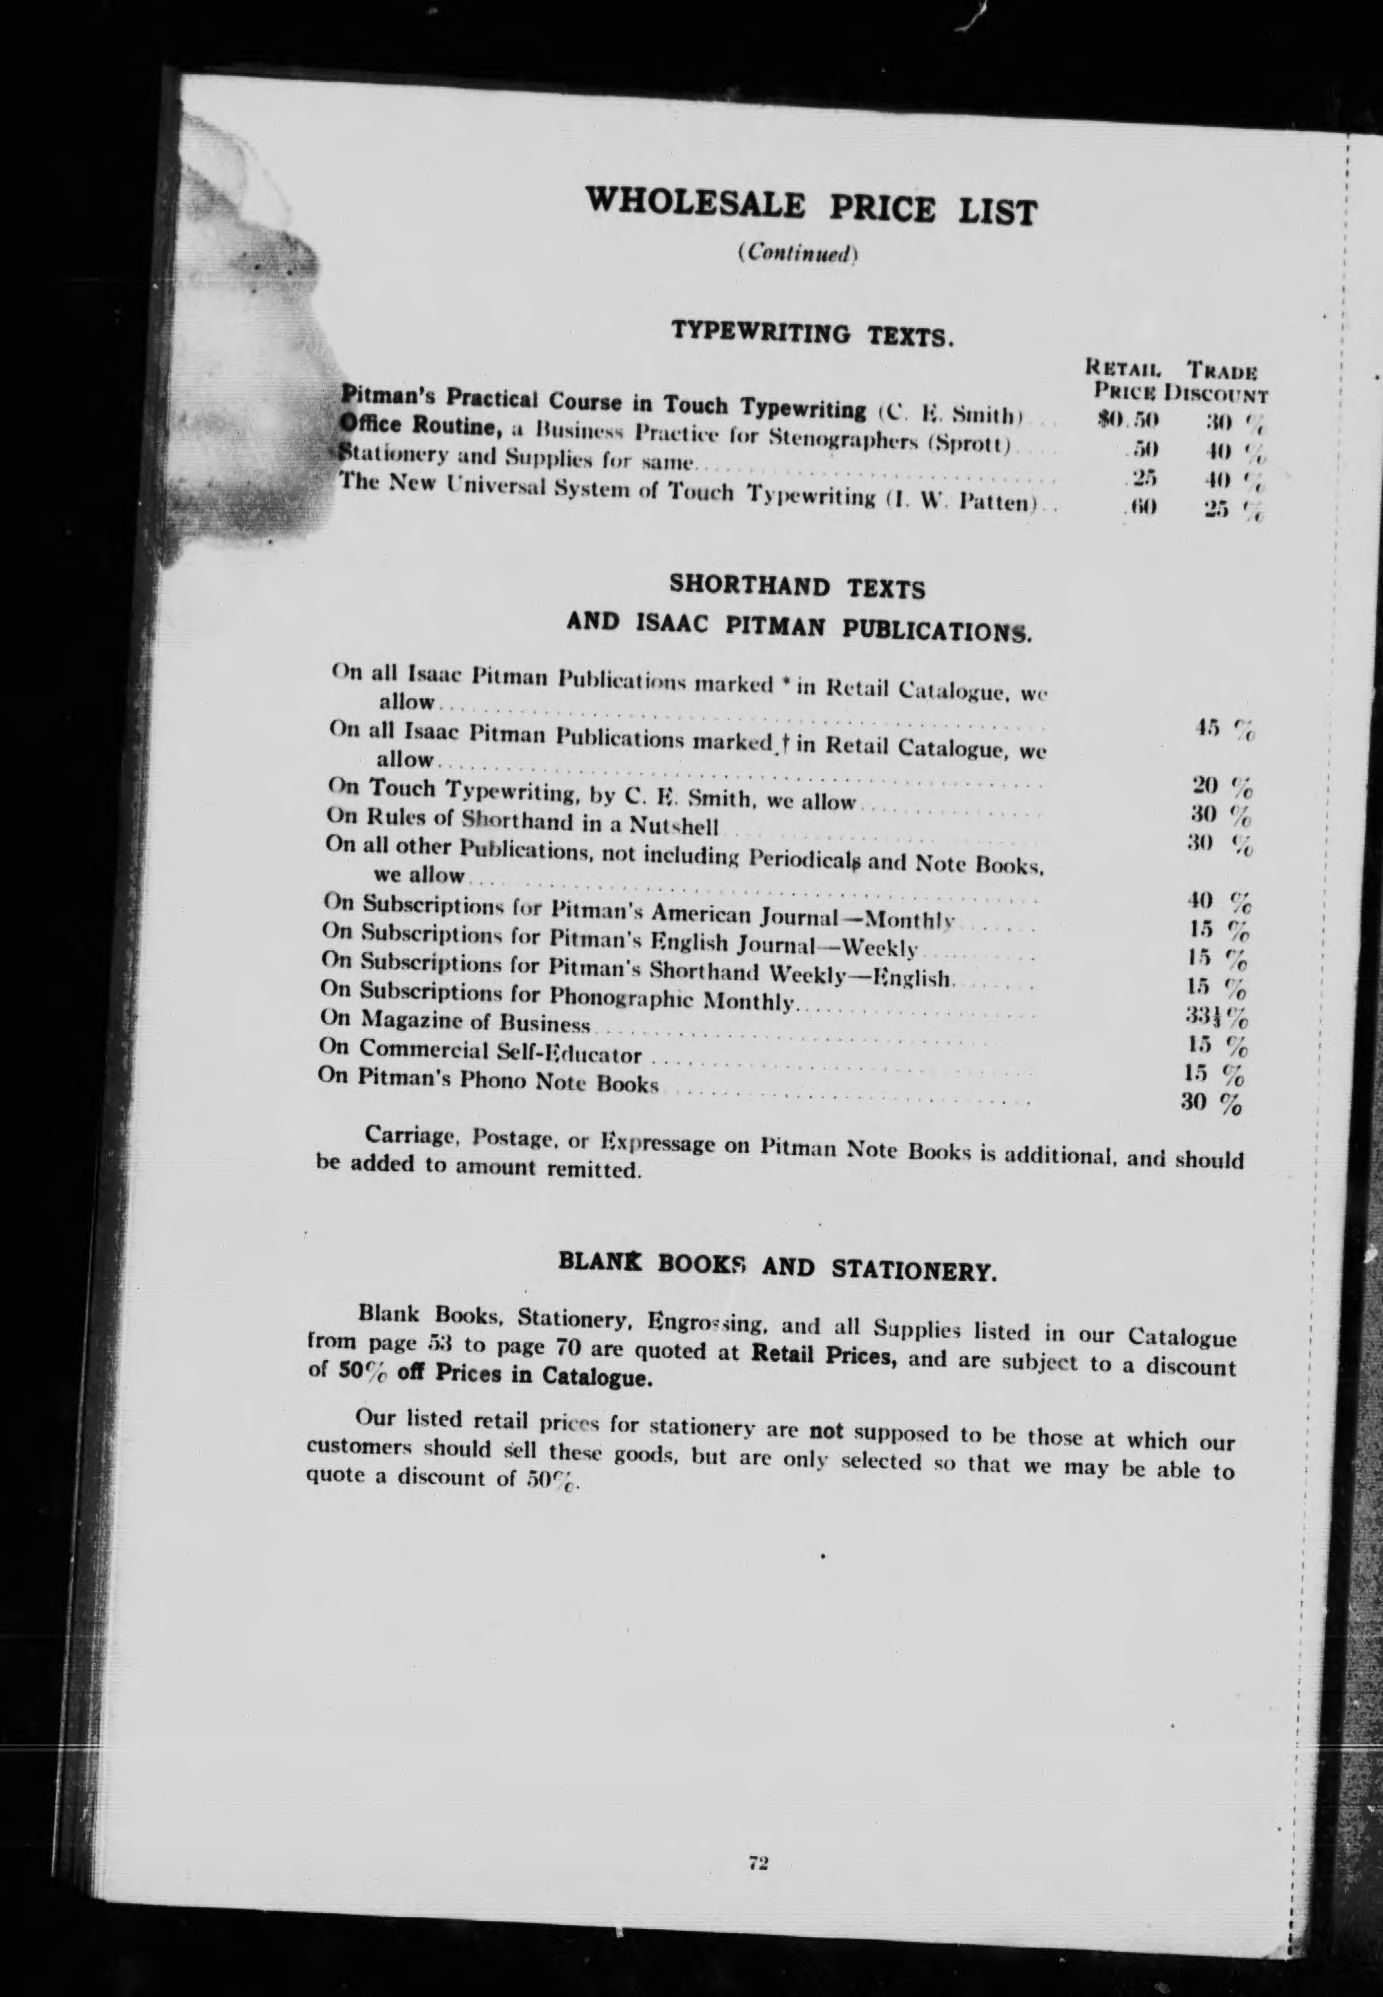 WHOLESALE PRICE LIST
(Continued)
TYPEWRITING TEXTS.
RETAIL TRADE
PRICE DISCOUNT
Pitman's Practical Course in Touch Typewriting (C. E. Smith) . . . $0.50 30 %
Office Routine, a Business Practice for Stenographers (Sprott) . . . .50 40 %
Stationery and Supplies for same . . . .25 40 %
The New Universal System of Touch Typewriting (I. W. Patten) . . .60 25 %
SHORTHAND TEXTS
AND ISAAC PITMAN PUBLICATIONS.
On all Isaac Pitman Publications marked * in Retail Catalogue, we
allow . . . 45 %
On all Isaac Pitman Publications marked † in Retail Catalogue, we
allow . . . 20 %
On Touch Typewriting, by C. E. Smith, we allow . . . 30 %
On Rules of Shorthand in a Nutshell . . . 30 %
On all other Publications, not including Periodicals and Note Books,
we allow . . . 40 %
On Subscriptions for Pitman's American Journal—Monthly . . . 15 %
On Subscriptions for Pitman's English Journal—Weekly . . . 15 %
On Subscriptions for Pitman's Shorthand Weekly—English . . . 15 %
On Subscriptions for Phonographic Monthly . . . 33⅓%
On Magazine of Business . . . 15 %
On Commercial Self-Educator . . . 15 %
On Pitman's Phono Note Books . . . 30 %
Carriage, Postage, or Expressage on Pitman Note Books is additional, and should
be added to amount remitted.
BLANK BOOKS AND STATIONERY.
Blank Books, Stationery, Engrossing, and all Supplies listed in our Catalogue
from page 53 to page 70 are quoted at Retail Prices, and are subject to a discount
of 50% off Prices in Catalogue.
Our listed retail prices for stationery are not supposed to be those at which our
customers should sell these goods, but are only selected so that we may be able to
quote a discount of 50%.
72